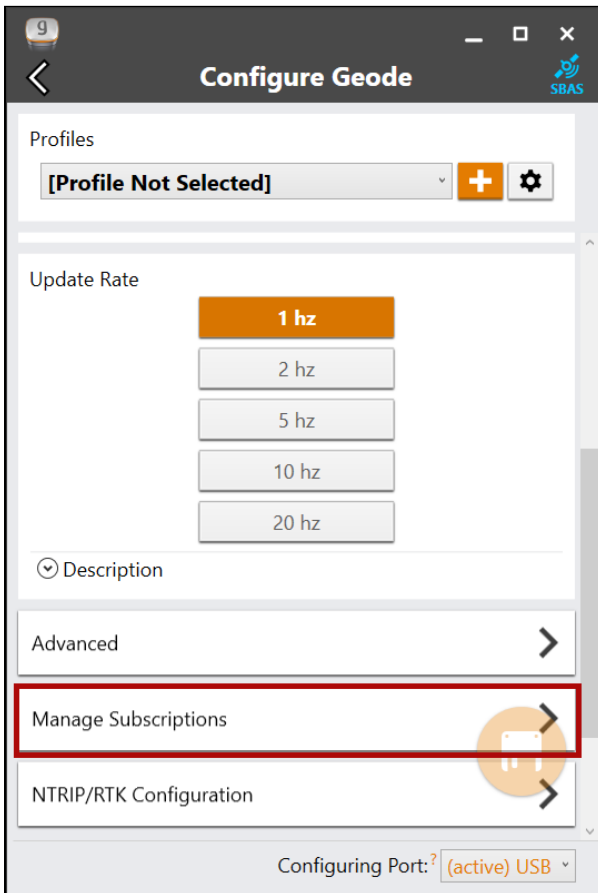 g
Configure Geode
SBAS
Profiles
[Profile Not Selected]
Update Rate
1 hz
2 hz
5 hz
10 hz
20 hz
Description
Advanced
Manage Subscriptions
NTRIP/RTK Configuration
Configuring Port:? (active) USB